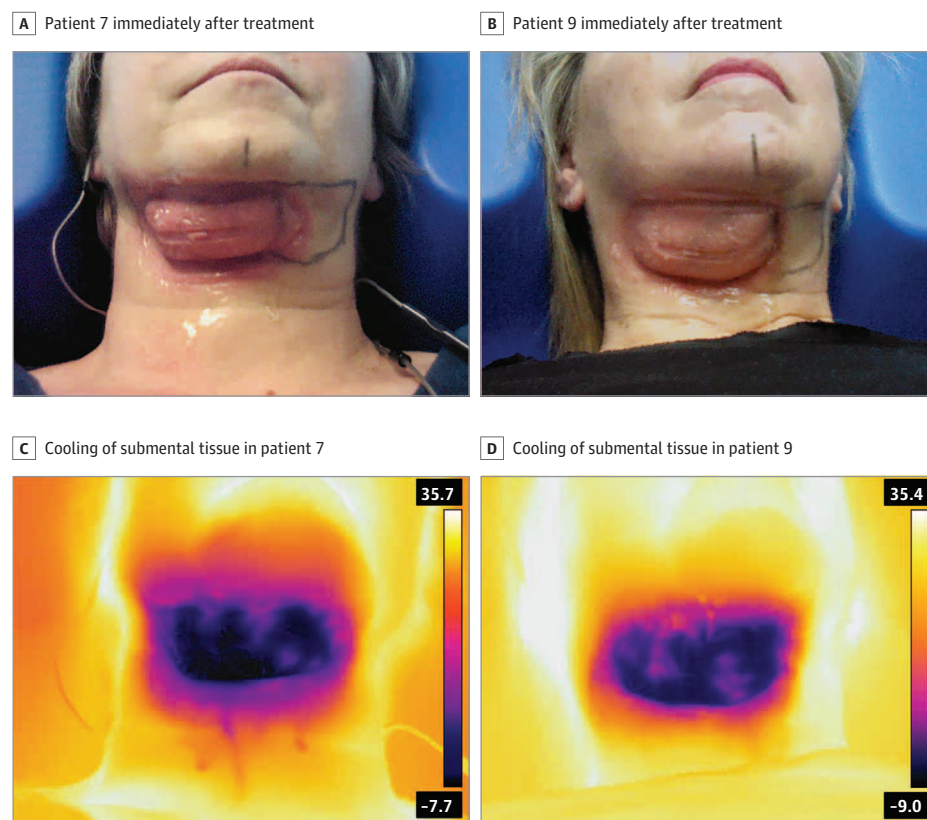 A Patient 7 immediately after treatment
B Patient 9 immediately after treatment
C Cooling of submental tissue in patient 7
D Cooling of submental tissue in patient 9
35.7
35.4
–7.7
–9.0